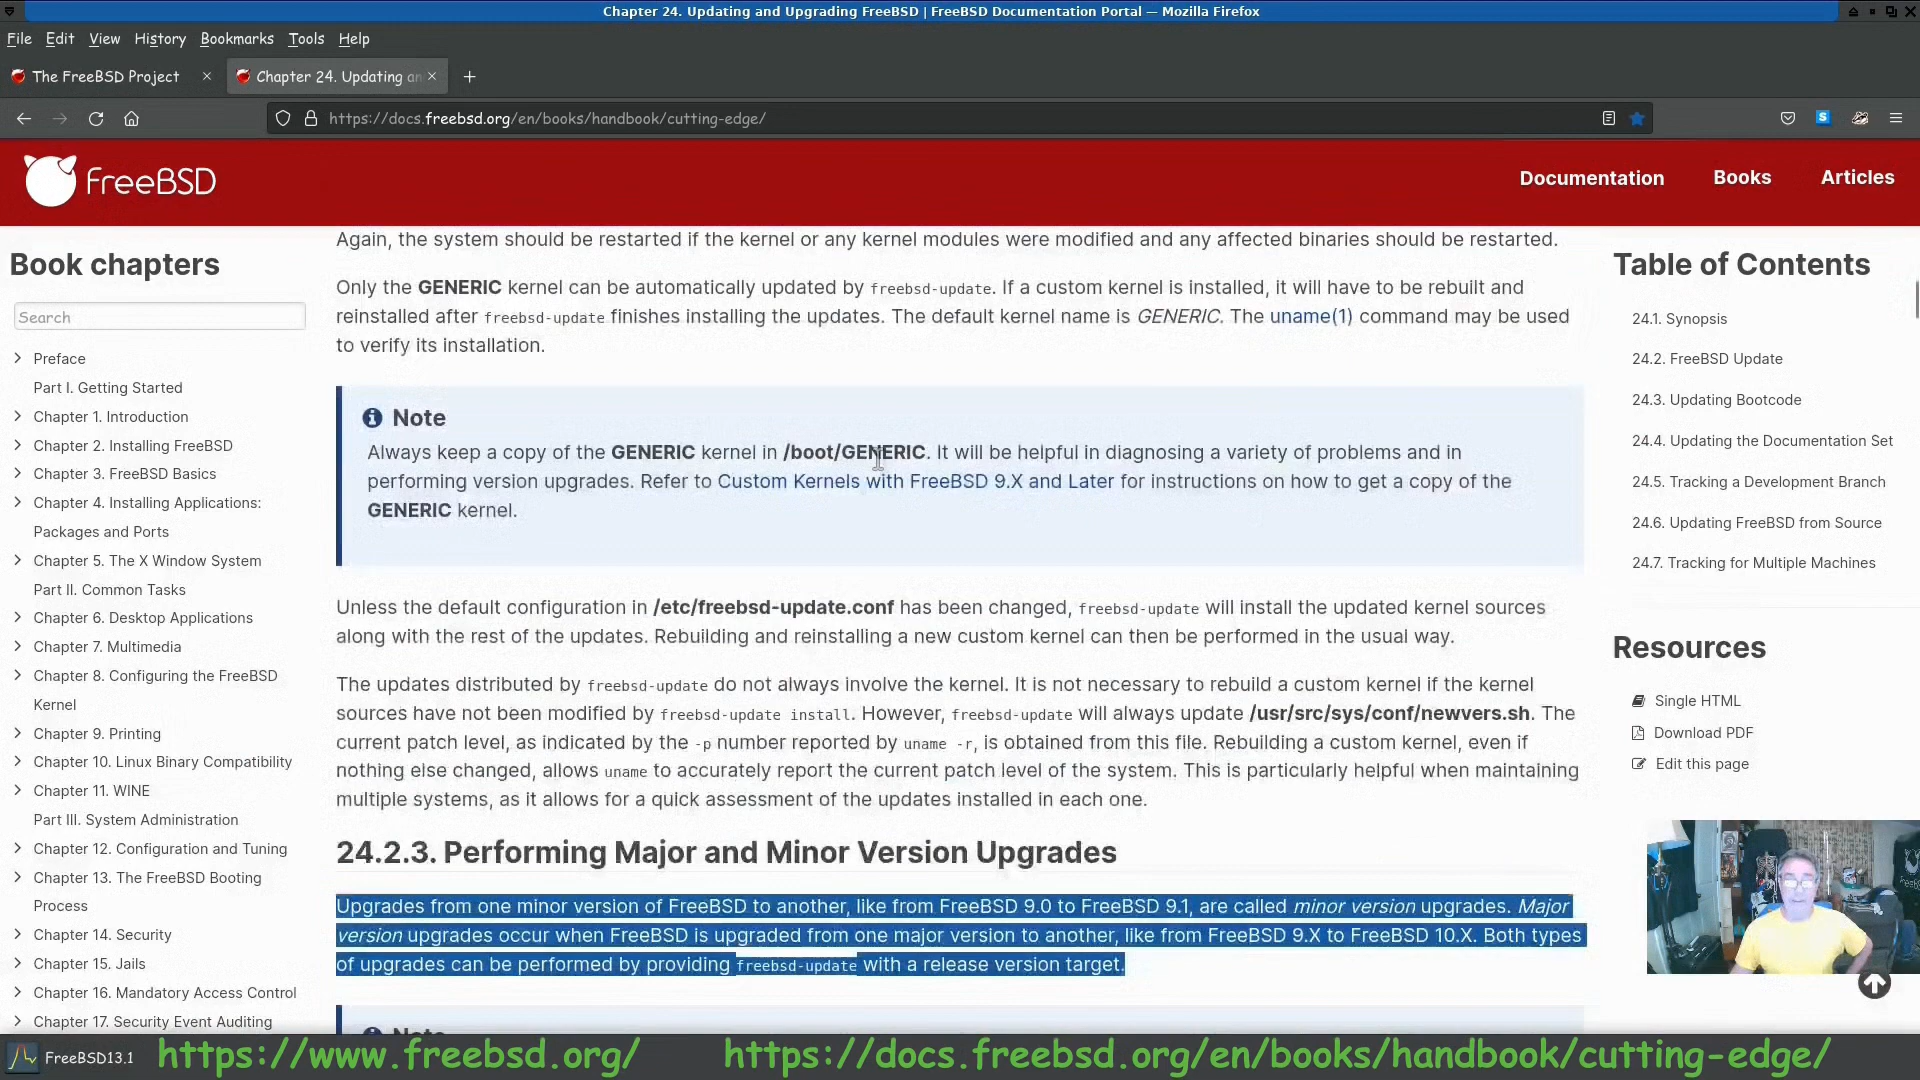 Chapter 24. Updating and Upgrading FreeBSD | FreeBSD Documentation Portal — Mozilla Firefox
File Edit View History Bookmarks Tools Help
The FreeBSD Project × Chapter 24. Updating an × +
https://docs.freebsd.org/en/books/handbook/cutting-edge/
S
FreeBSD
Documentation Books Articles
Book chapters
Search
Preface
Part I. Getting Started
Chapter 1. Introduction
Chapter 2. Installing FreeBSD
Chapter 3. FreeBSD Basics
Chapter 4. Installing Applications:
Packages and Ports
Chapter 5. The X Window System
Part II. Common Tasks
Chapter 6. Desktop Applications
Chapter 7. Multimedia
Chapter 8. Configuring the FreeBSD
Kernel
Chapter 9. Printing
Chapter 10. Linux Binary Compatibility
Chapter 11. WINE
Part III. System Administration
Chapter 12. Configuration and Tuning
Chapter 13. The FreeBSD Booting
Process
Chapter 14. Security
Chapter 15. Jails
Chapter 16. Mandatory Access Control
Chapter 17. Security Event Auditing
Again, the system should be restarted if the kernel or any kernel modules were modified and any affected binaries should be restarted.
Only the GENERIC kernel can be automatically updated by freebsd-update. If a custom kernel is installed, it will have to be rebuilt and
reinstalled after freebsd-update finishes installing the updates. The default kernel name is GENERIC. The uname(1) command may be used
to verify its installation.
Note
Always keep a copy of the GENERIC kernel in /boot/GENERIC. It will be helpful in diagnosing a variety of problems and in
performing version upgrades. Refer to Custom Kernels with FreeBSD 9.X and Later for instructions on how to get a copy of the
GENERIC kernel.
Unless the default configuration in /etc/freebsd-update.conf has been changed, freebsd-update will install the updated kernel sources
along with the rest of the updates. Rebuilding and reinstalling a new custom kernel can then be performed in the usual way.
The updates distributed by freebsd-update do not always involve the kernel. It is not necessary to rebuild a custom kernel if the kernel
sources have not been modified by freebsd-update install. However, freebsd-update will always update /usr/src/sys/conf/newvers.sh. The
current patch level, as indicated by the -p number reported by uname -r, is obtained from this file. Rebuilding a custom kernel, even if
nothing else changed, allows uname to accurately report the current patch level of the system. This is particularly helpful when maintaining
multiple systems, as it allows for a quick assessment of the updates installed in each one.
24.2.3. Performing Major and Minor Version Upgrades
Upgrades from one minor version of FreeBSD to another, like from FreeBSD 9.0 to FreeBSD 9.1, are called minor version upgrades. Major
version upgrades occur when FreeBSD is upgraded from one major version to another, like from FreeBSD 9.X to FreeBSD 10.X. Both types
of upgrades can be performed by providing freebsd-update with a release version target.
Note
Table of Contents
24.1. Synopsis
24.2. FreeBSD Update
24.3. Updating Bootcode
24.4. Updating the Documentation Set
24.5. Tracking a Development Branch
24.6. Updating FreeBSD from Source
24.7. Tracking for Multiple Machines
Resources
Single HTML
Download PDF
Edit this page
FreeBSD13.1 https://www.freebsd.org/ https://docs.freebsd.org/en/books/handbook/cutting-edge/